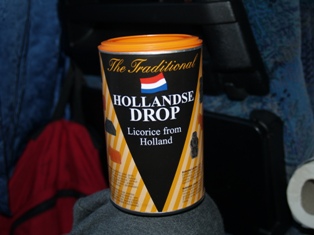 The Traditional
HOLLANDSE
DROP
Licorice from
Holland